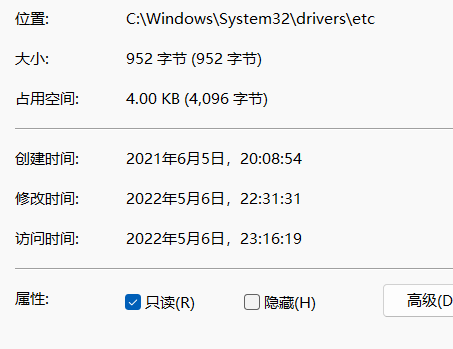 位置: C:\Windows\System32\drivers\etc
大小: 952 字节 (952 字节)
占用空间: 4.00 KB (4,096 字节)
创建时间: 2021年6月5日，20:08:54
修改时间: 2022年5月6日，22:31:31
访问时间: 2022年5月6日，23:16:19
属性: 只读(R) 隐藏(H) 高级(D